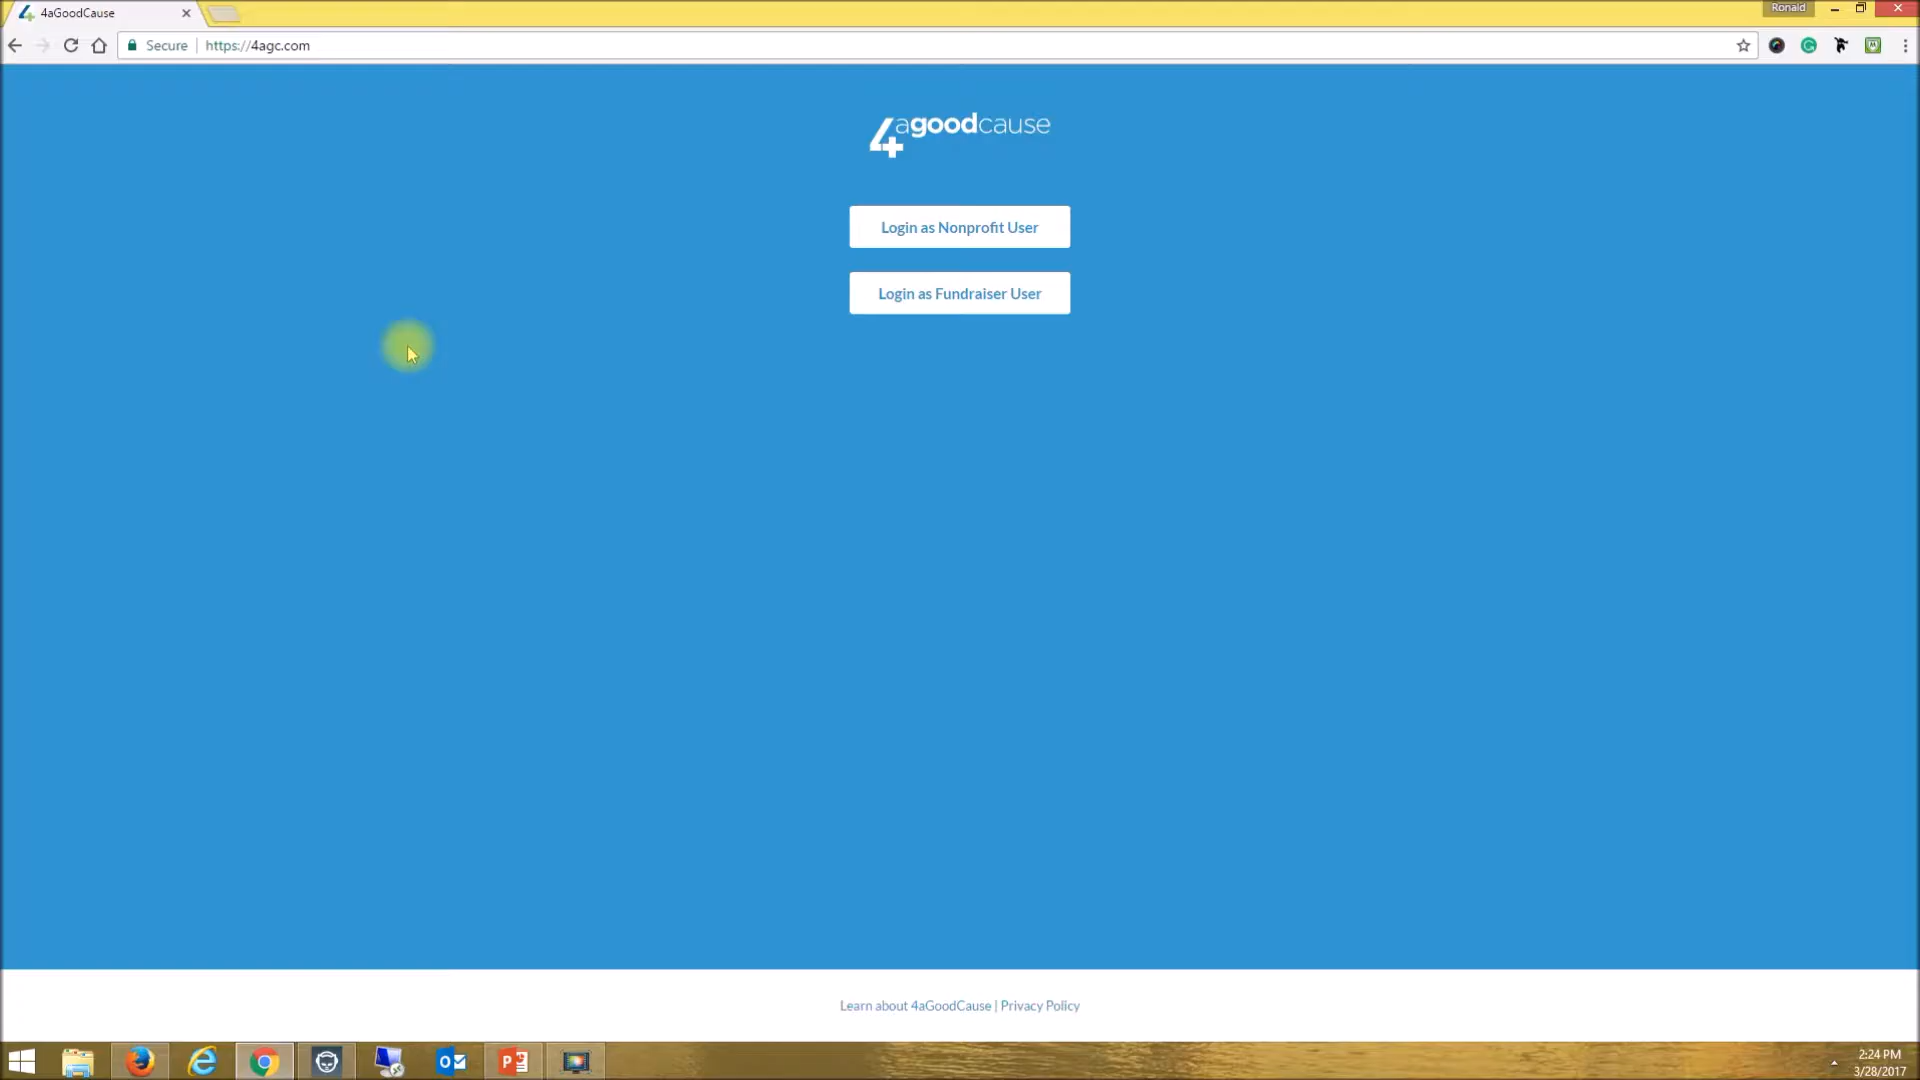 4aGoodCause
Ronald
Secure
https://4agc.com
4agoodcause
Login as Nonprofit User
Login as Fundraiser User
Learn about 4aGoodCause | Privacy Policy
2:24 PM
3/28/2017